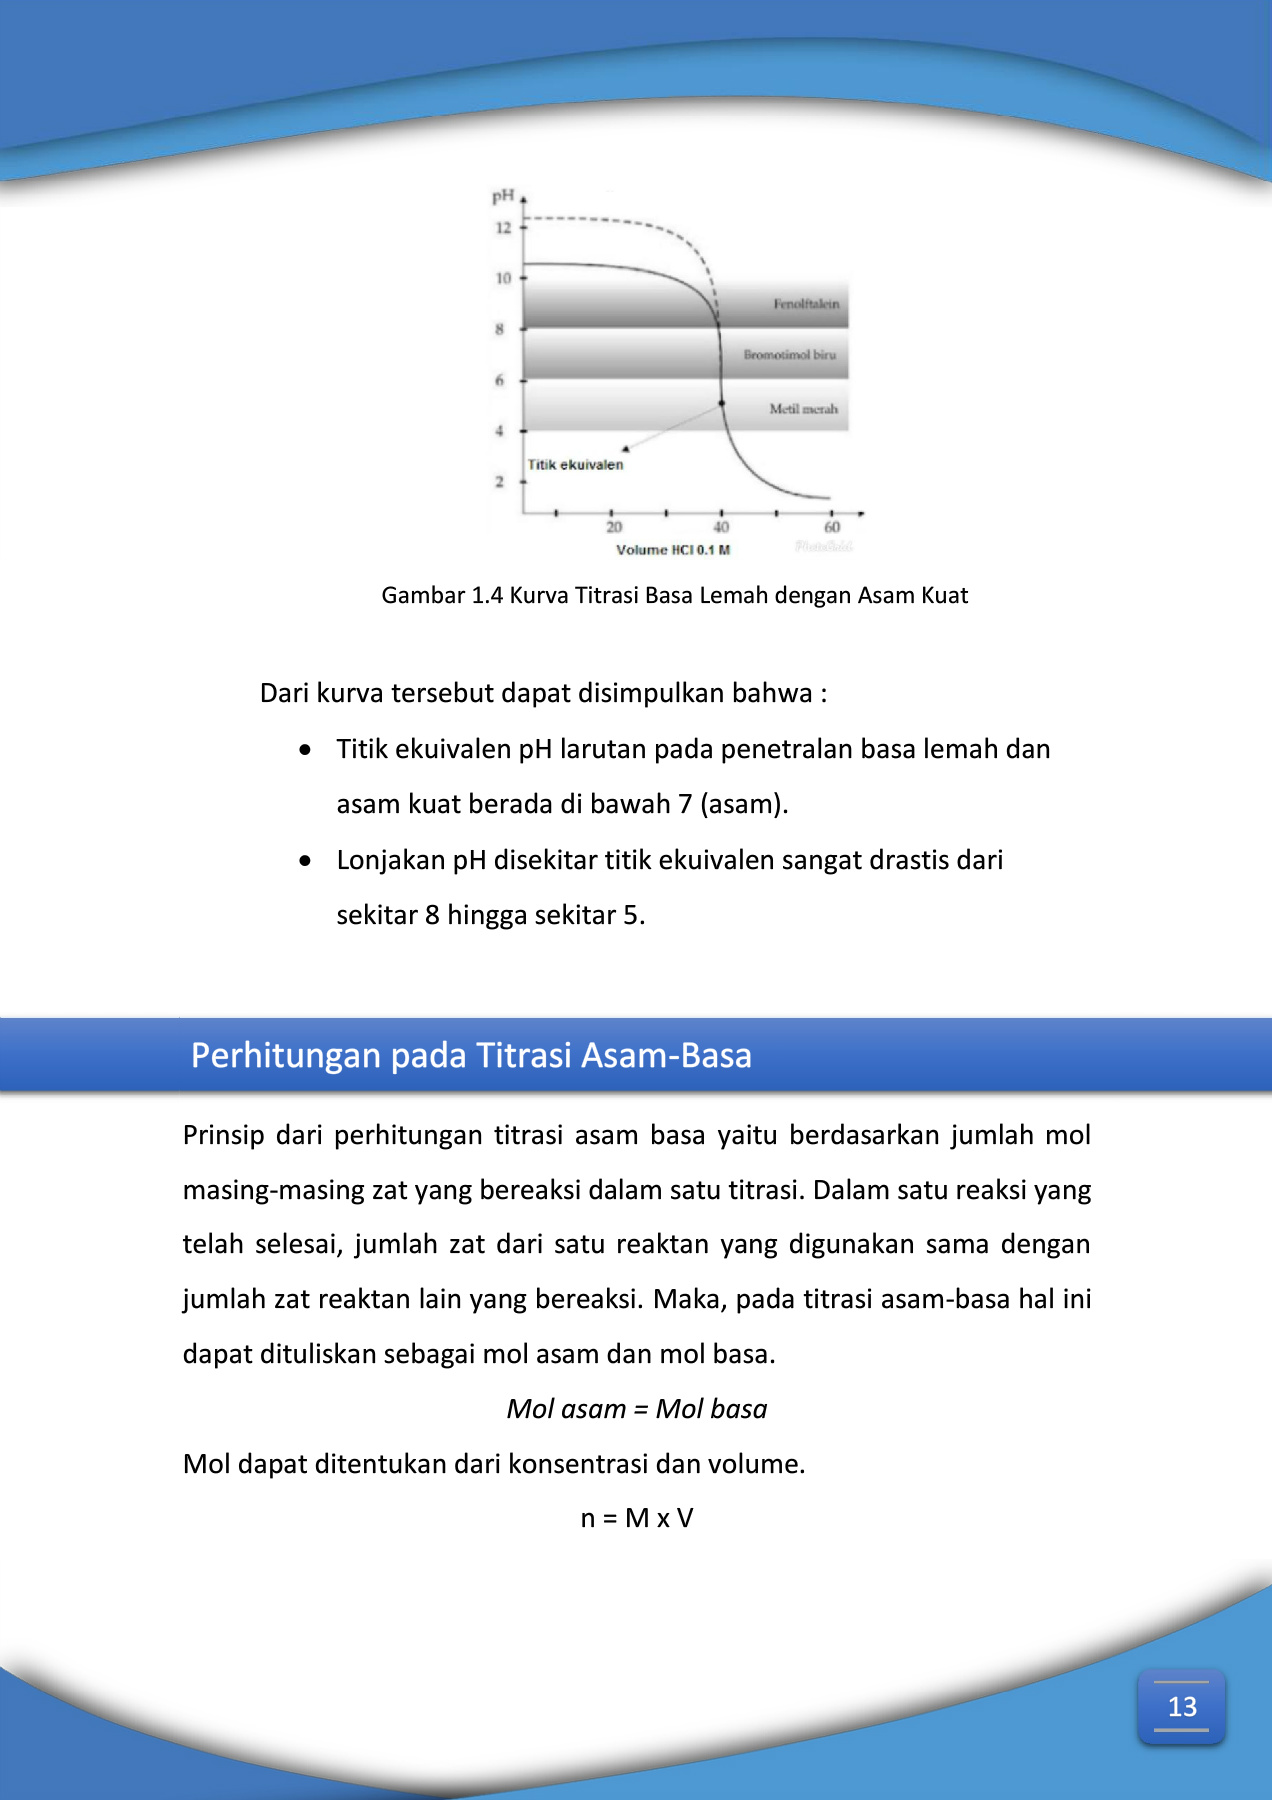 pH
12
10
Fenolftalein
8
Bromotimol biru
6
Metil merah
4
Titik ekuivalen
2
20 40 60
Volume HCl 0.1 M
Gambar 1.4 Kurva Titrasi Basa Lemah dengan Asam Kuat
Dari kurva tersebut dapat disimpulkan bahwa :
• Titik ekuivalen pH larutan pada penetralan basa lemah dan
asam kuat berada di bawah 7 (asam).
• Lonjakan pH disekitar titik ekuivalen sangat drastis dari
sekitar 8 hingga sekitar 5.
Perhitungan pada Titrasi Asam-Basa
Prinsip dari perhitungan titrasi asam basa yaitu berdasarkan jumlah mol
masing-masing zat yang bereaksi dalam satu titrasi. Dalam satu reaksi yang
telah selesai, jumlah zat dari satu reaktan yang digunakan sama dengan
jumlah zat reaktan lain yang bereaksi. Maka, pada titrasi asam-basa hal ini
dapat dituliskan sebagai mol asam dan mol basa.
Mol asam = Mol basa
Mol dapat ditentukan dari konsentrasi dan volume.
n = M x V
13